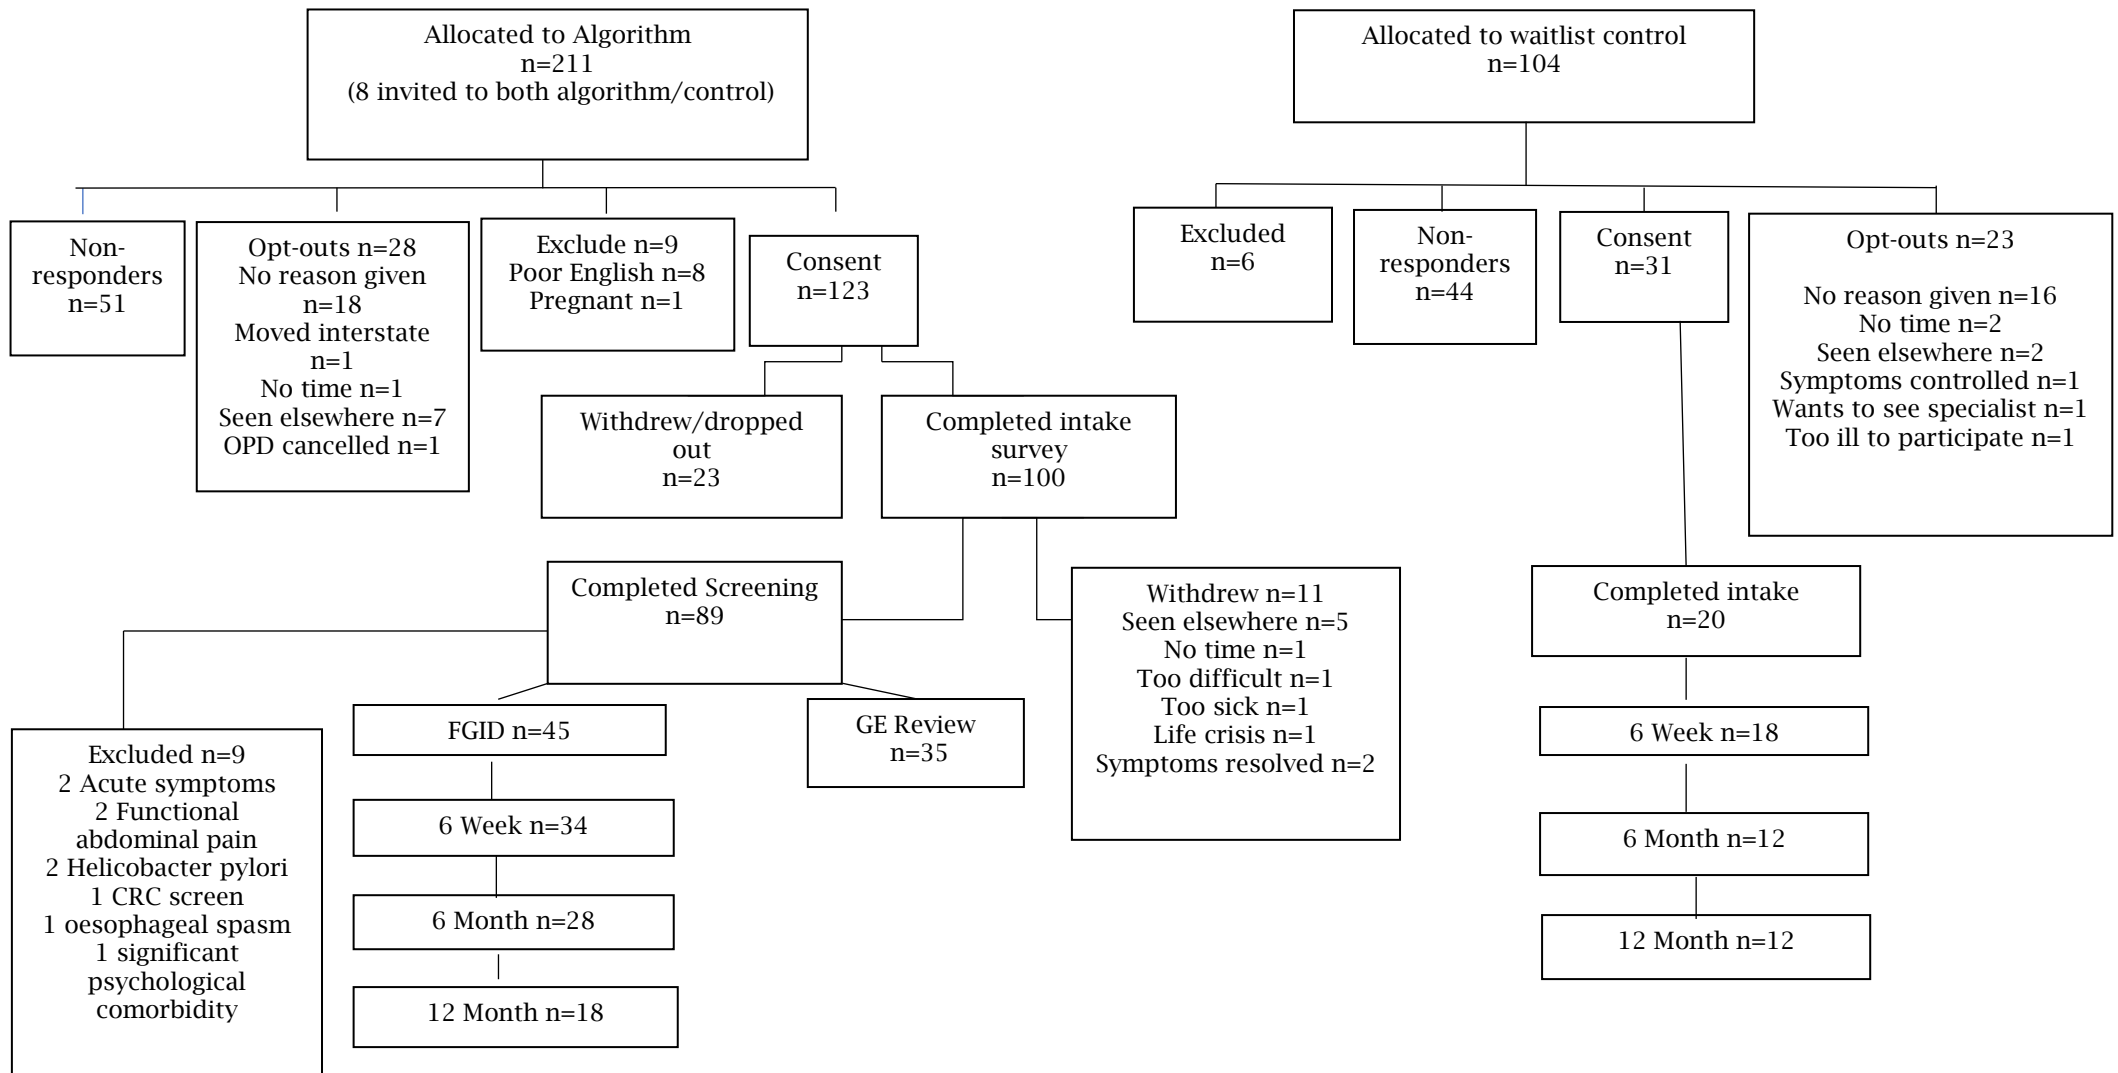 Allocated to Algorithm
n=211
(8 invited to both algorithm/control)
Allocated to waitlist control
n=104
Non-
responders
n=51
Opt-outs n=28
No reason given
n=18
Moved interstate
n=1
No time n=1
Seen elsewhere n=7
OPD cancelled n=1
Exclude n=9
Poor English n=8
Pregnant n=1
Consent
n=123
Excluded
n=6
Non-
responders
n=44
Consent
n=31
Opt-outs n=23
No reason given n=16
No time n=2
Seen elsewhere n=2
Symptoms controlled n=1
Wants to see specialist n=1
Too ill to participate n=1
Withdrew/dropped
out
n=23
Completed intake
survey
n=100
Completed Screening
n=89
Withdrew n=11
Seen elsewhere n=5
No time n=1
Too difficult n=1
Too sick n=1
Life crisis n=1
Symptoms resolved n=2
Completed intake
n=20
Excluded n=9
2 Acute symptoms
2 Functional
abdominal pain
2 Helicobacter pylori
1 CRC screen
1 oesophageal spasm
1 significant
psychological
comorbidity
FGID n=45
GE Review
n=35
6 Week n=34
6 Month n=28
12 Month n=18
6 Week n=18
6 Month n=12
12 Month n=12